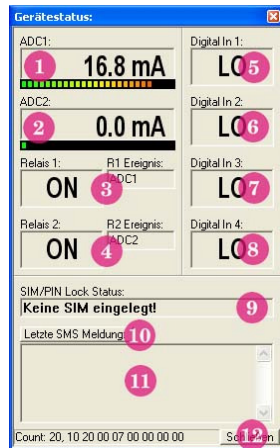 Gerätestatus:
ADC1:
1 16.8 mA
Digital In 1:
LO 5
ADC2:
2 0.0 mA
Digital In 2:
LO 6
Relais 1:
R1 Ereignis:
ON 3 ADC1
Digital In 3:
LO 7
Relais 2:
R2 Ereignis:
ON 4 ADC2
Digital In 4:
LO 8
SIM/PIN Lock Status:
Keine SIM eingelegt! 9
Letzte SMS Meldung: 10
11
Count: 20, 10 20 00 07 00 00 00 00
12